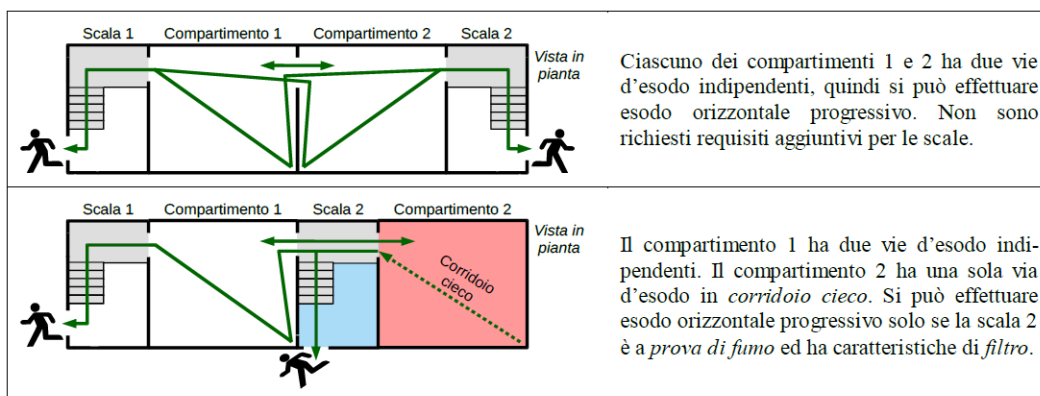 Scala 1
Compartimento 1
Compartimento 2
Scala 2
Vista in
pianta
Ciascuno dei compartimenti 1 e 2 ha due vie
d'esodo indipendenti, quindi si può effettuare
esodo orizzontale progressivo. Non sono
richiesti requisiti aggiuntivi per le scale.
Scala 1
Compartimento 1
Scala 2
Compartimento 2
Vista in
pianta
Corridoio
cieco
Il compartimento 1 ha due vie d'esodo indi-
pendenti. Il compartimento 2 ha una sola via
d'esodo in corridoio cieco. Si può effettuare
esodo orizzontale progressivo solo se la scala 2
è a prova di fumo ed ha caratteristiche di filtro.